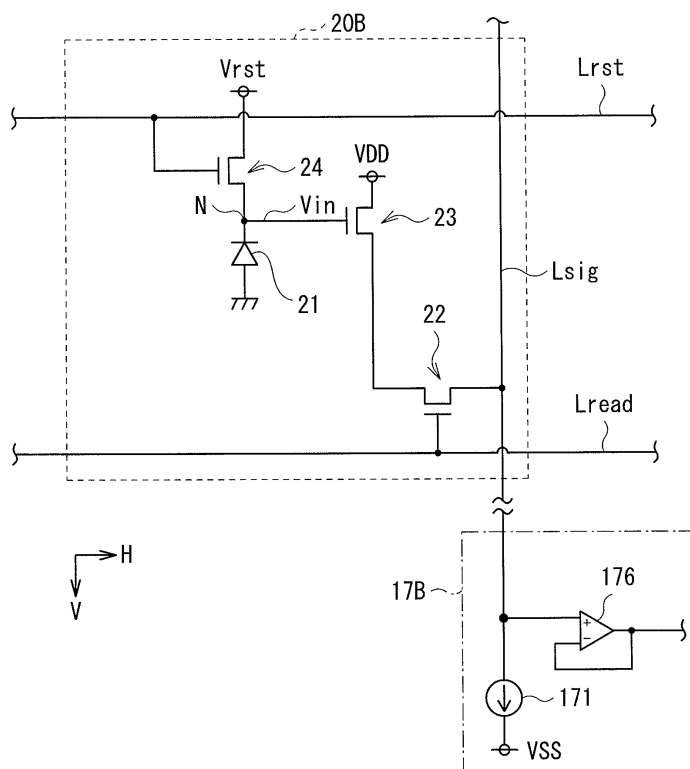 20B
Vrst
Lrst
24
VDD
N
Vin
23
21
Lsig
22
Lread
H
V
17B
176
+
−
171
VSS